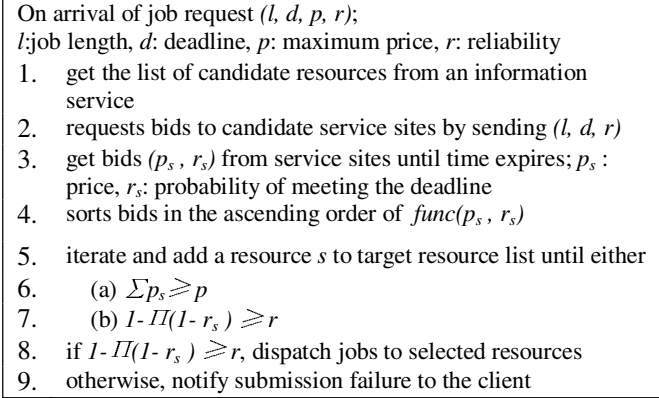 On arrival of job request (l, d, p, r);
l:job length, d: deadline, p: maximum price, r: reliability
1. get the list of candidate resources from an information
service
2. requests bids to candidate service sites by sending (l, d, r)
3. get bids (pₛ , rₛ) from service sites until time expires; pₛ :
price, rₛ: probability of meeting the deadline
4. sorts bids in the ascending order of func(pₛ , rₛ)
5. iterate and add a resource s to target resource list until either
6. (a) Σpₛ ≥ p
7. (b) 1- Π(1- rₛ ) ≥ r
8. if 1- Π(1- rₛ ) ≥ r, dispatch jobs to selected resources
9. otherwise, notify submission failure to the client